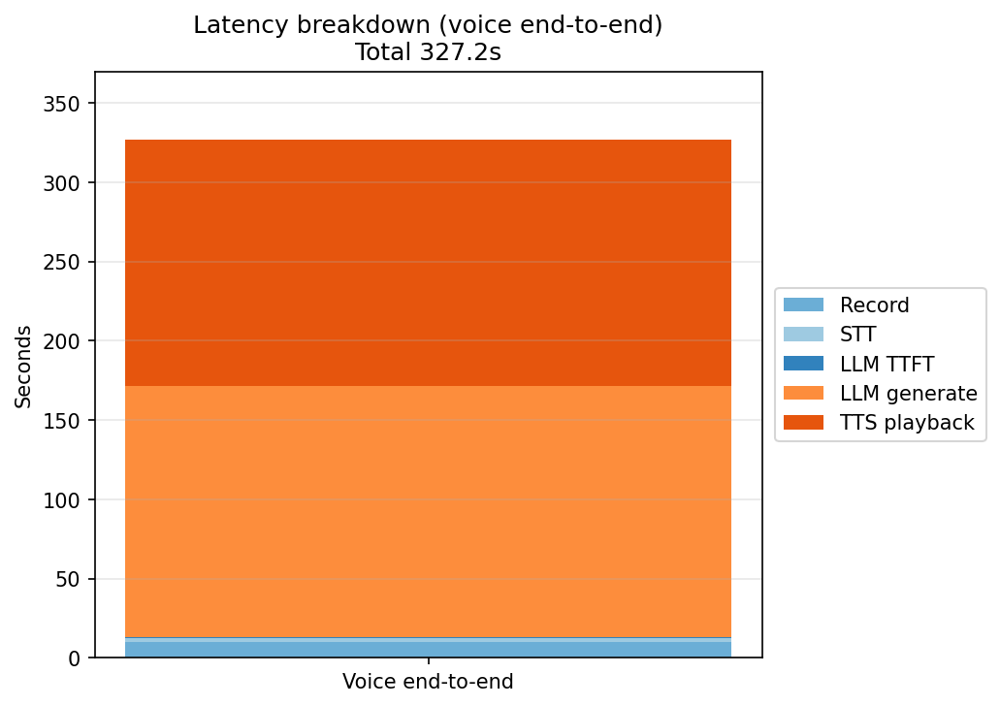 Latency breakdown (voice end-to-end)
Total 327.2s
350
300
250
200
150
100
50
0
Seconds
Voice end-to-end
Record
STT
LLM TTFT
LLM generate
TTS playback